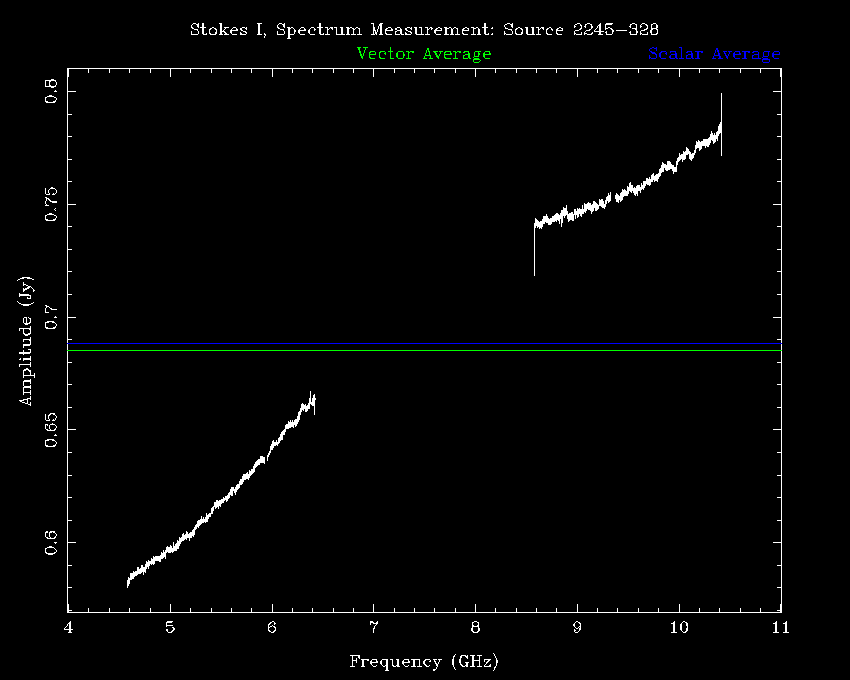 Stokes I, Spectrum Measurement: Source 2245−328
Vector Average Scalar Average
0.8
0.75
0.7
0.65
0.6
Amplitude (Jy)
4 5 6 7 8 9 10 11
Frequency (GHz)